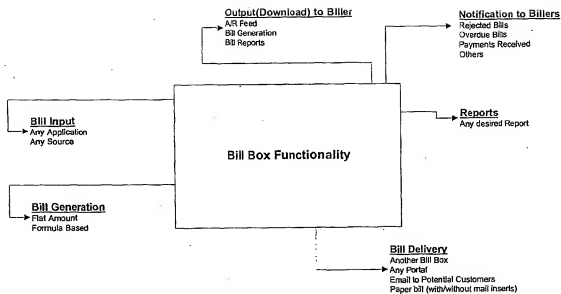 Output(Download) to Biller
A/R Feed
Bill Generation
Bill Reports
Notification to Billers
Rejected Bills
Overdue Bills
Payments Received
Others
Bill Input
Any Application
Any Source
Bill Box Functionality
Reports
Any desired Report
Bill Generation
Flat Amount
Formula Based
Bill Delivery
Another Bill Box
Any Portal
Email to Potential Customers
Paper bill (with/without mail inserts)